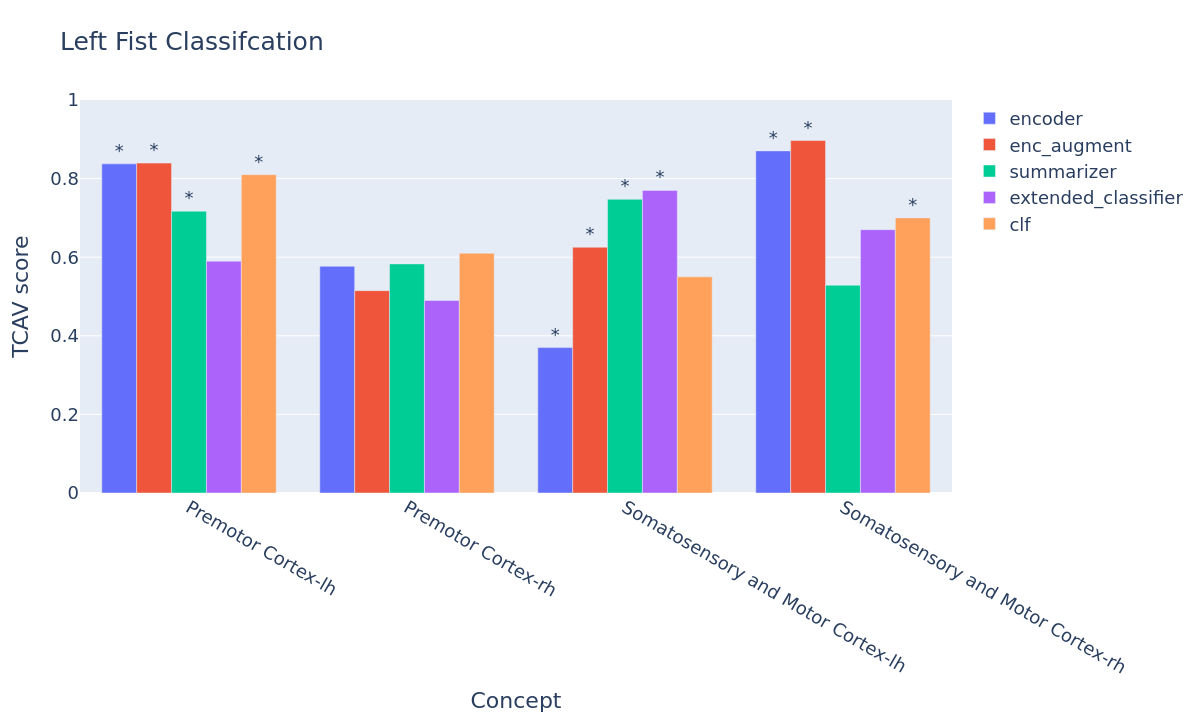 Left Fist Classifcation
TCAV score
1
0.8
0.6
0.4
0.2
0
* * * *
* * * *
* * *
Premotor Cortex-lh
Premotor Cortex-rh
Somatosensory and Motor Cortex-lh
Somatosensory and Motor Cortex-rh
Concept
encoder
enc_augment
summarizer
extended_classifier
clf